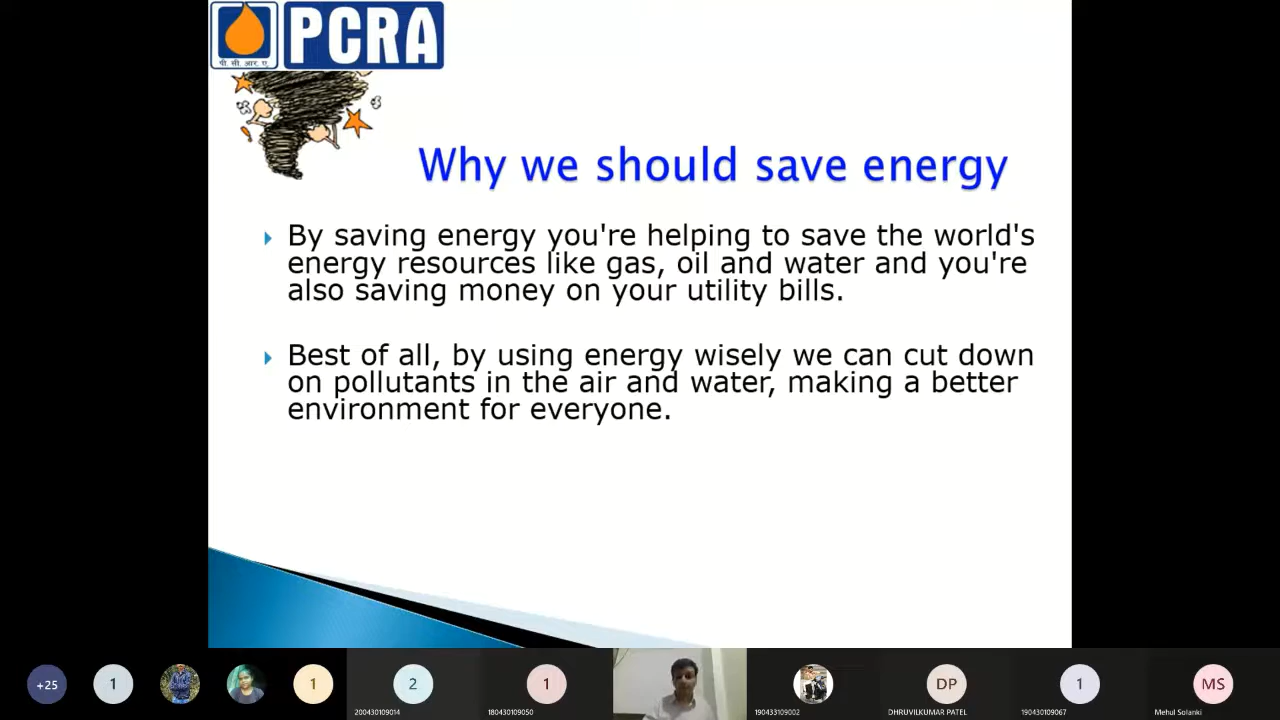 PCRA
पी. सी. आर. ए.
Why we should save energy
By saving energy you're helping to save the world's
energy resources like gas, oil and water and you're
also saving money on your utility bills.
Best of all, by using energy wisely we can cut down
on pollutants in the air and water, making a better
environment for everyone.
+25
1
1
2
1
DP
1
MS
200430109014
180430109050
190433109002
DHRUVILKUMAR PATEL
190430109067
Mehul Solanki